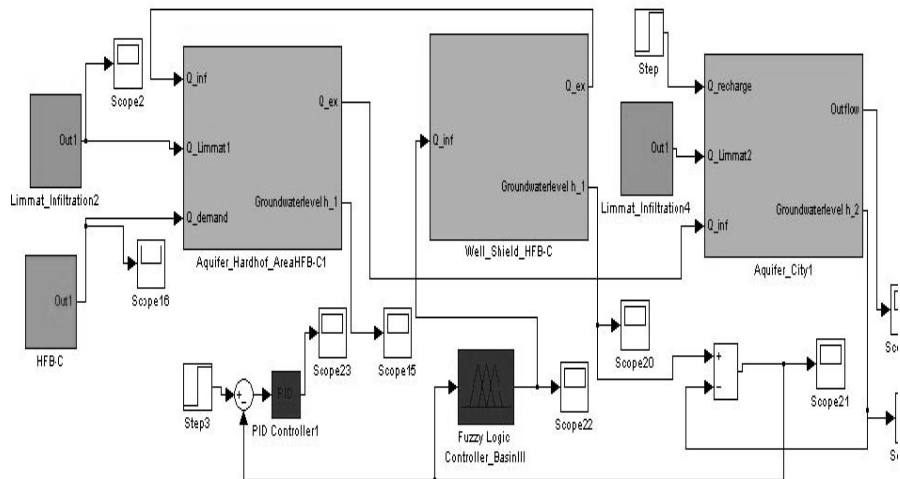 Q_inf
Q_Limmat1
Q_demand
Q_ex
Groundwaterlevel h_1
Aquifer_Hardhof_AreaHFB-C1
Scope2
Out1
Limmat_Infiltration2
Out1
HFB-C
Scope16
Q_inf
Q_ex
Groundwaterlevel h_1
Well_Shield_HFB-C
Step
Out1
Limmat_Infiltration4
Q_recharge
Q_Limmat2
Q_inf
Outflow
Groundwaterlevel h_2
Aquifer_City1
Step3
+
-
PID
PID Controller1
Scope23
Scope15
Fuzzy Logic
Controller_BasinIII
Scope22
Scope20
+
−
Scope21